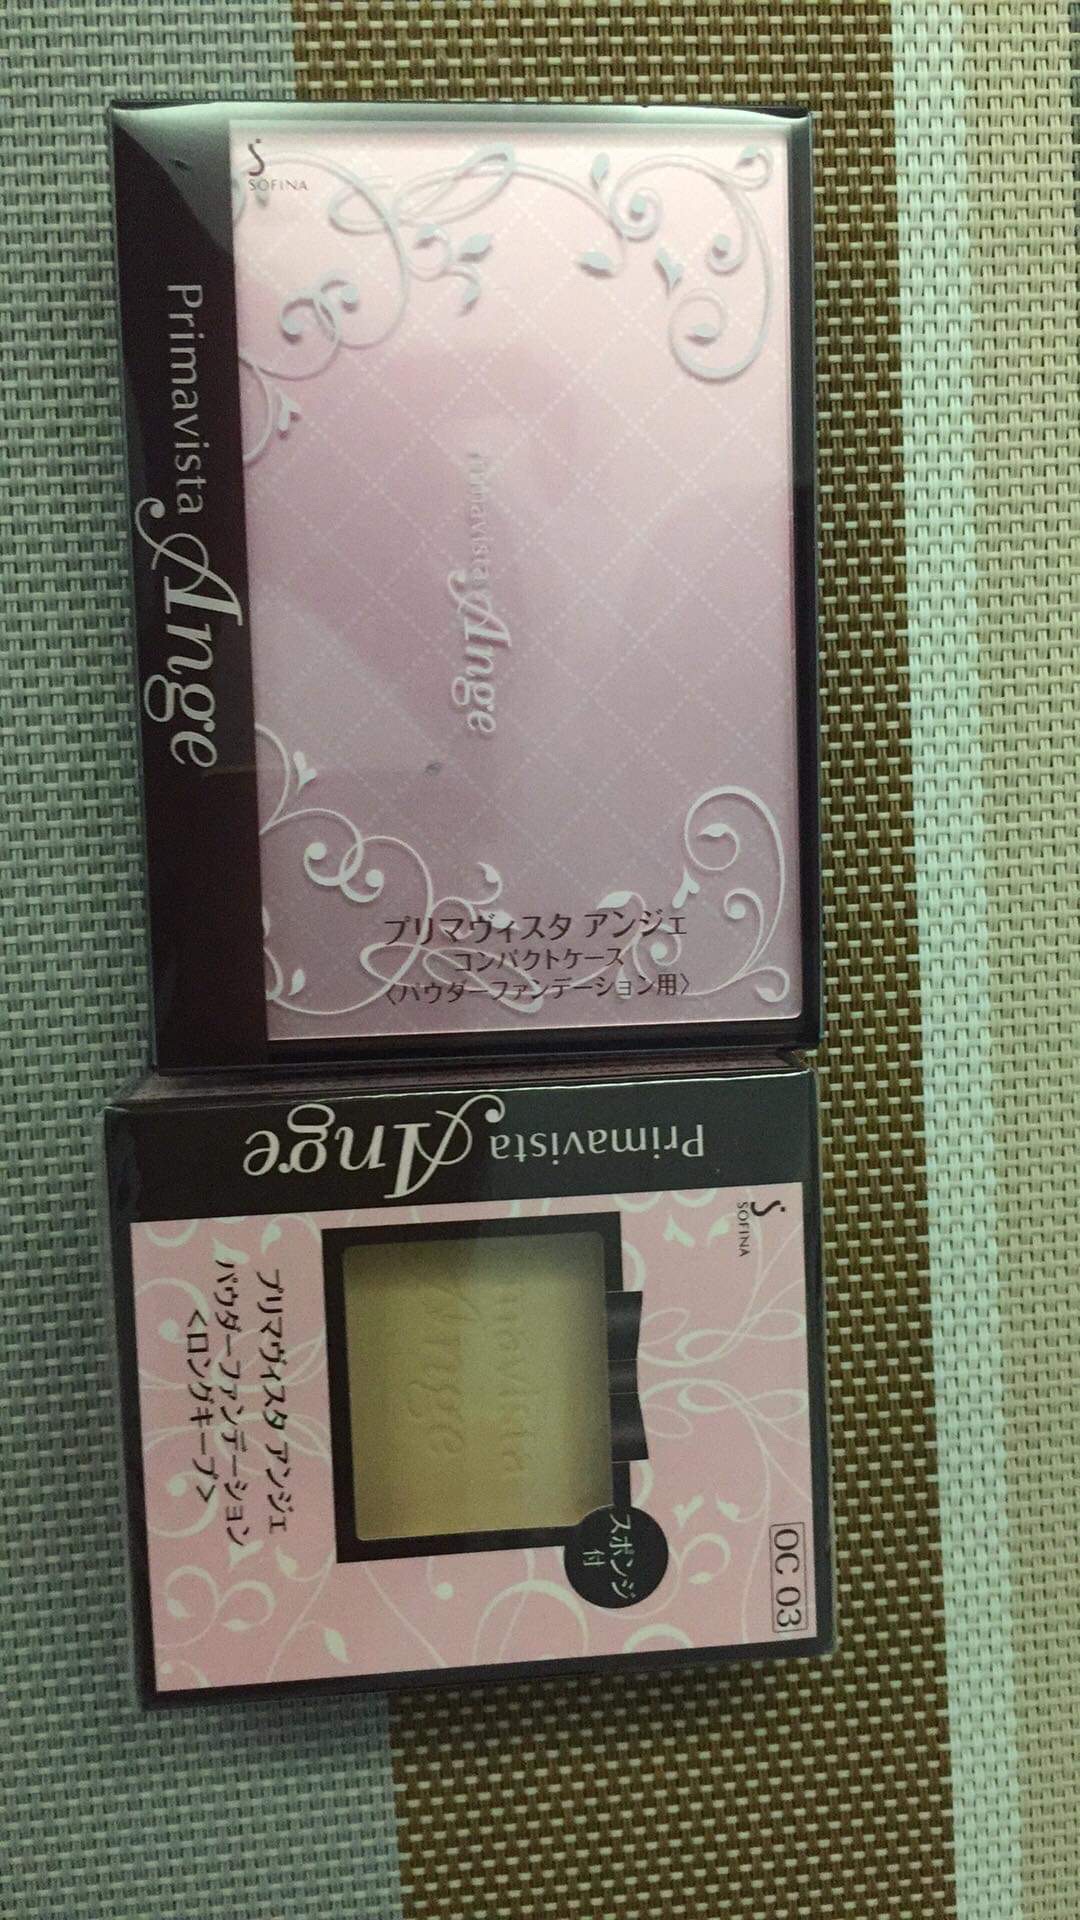 SOFINA
Primavista Ange
Primavista Ange
プリマヴィスタ アンジェ
コンパクトケース
〈パウダーファンデーション用〉
Primavista Ange
SOFINA
プリマヴィスタ アンジェ
パウダーファンデーション
<ロングキープ>
Primavista
Ange
スポンジ
付
OC 03